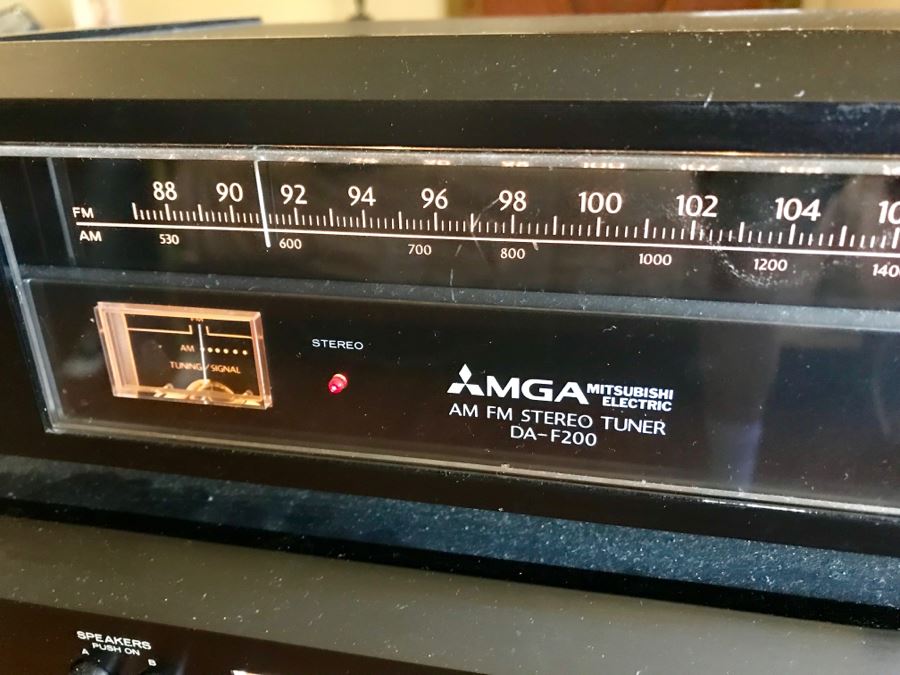 88 90 92 94 96 98 100 102 104
FM
AM
530 600 700 800 1000 1200
AM
TUNING/SIGNAL
STEREO
MGA MITSUBISHI
ELECTRIC
AM FM STEREO TUNER
DA-F200
SPEAKERS
PUSH ON
A B